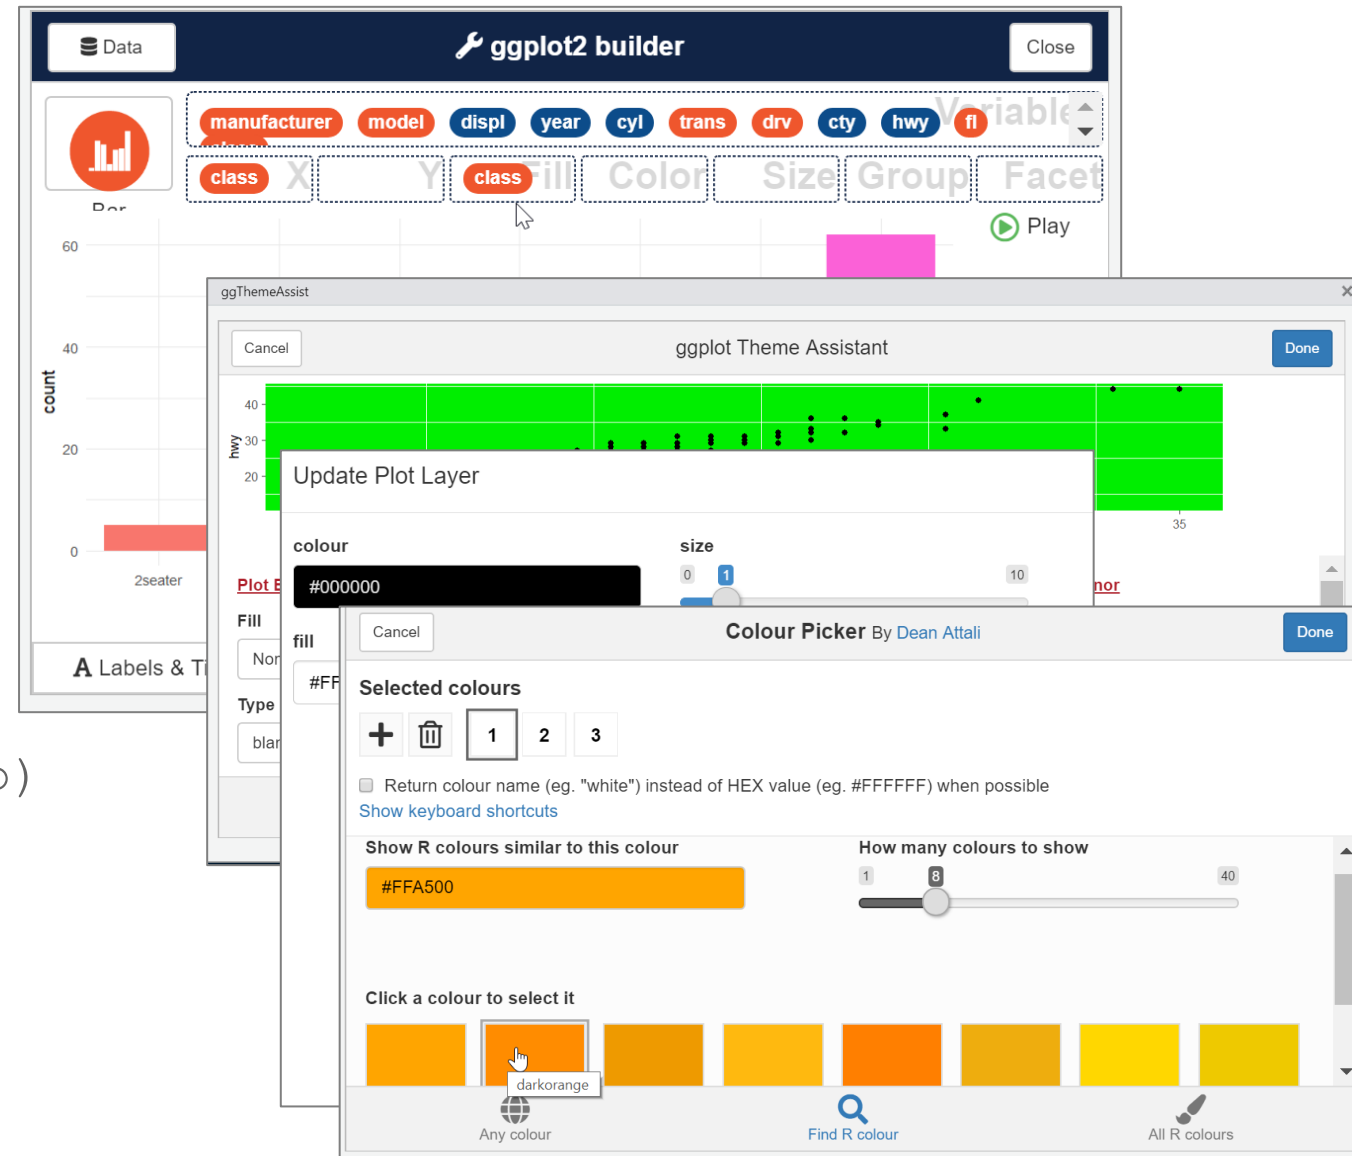 Data
ggplot2 builder
Close
Variable
manufacturer model displ year cyl trans drv cty hwy fl
class X Y class Fill Color Size Group Facet
Bar
Play
60
40
20
0
count
2seater
A Labels & Ti
ggThemeAssist
Cancel
ggplot Theme Assistant
Done
40
30
20
hwy
35
Plot B
nor
Fill
Nor
Type
blar
Update Plot Layer
colour
#000000
size
0 1 10
fill
#FF
Cancel
Colour Picker By Dean Attali
Done
Selected colours
1 2 3
Return colour name (eg. "white") instead of HEX value (eg. #FFFFFF) when possible
Show keyboard shortcuts
Show R colours similar to this colour
#FFA500
How many colours to show
1 8 40
Click a colour to select it
darkorange
Any colour
Find R colour
All R colours
)